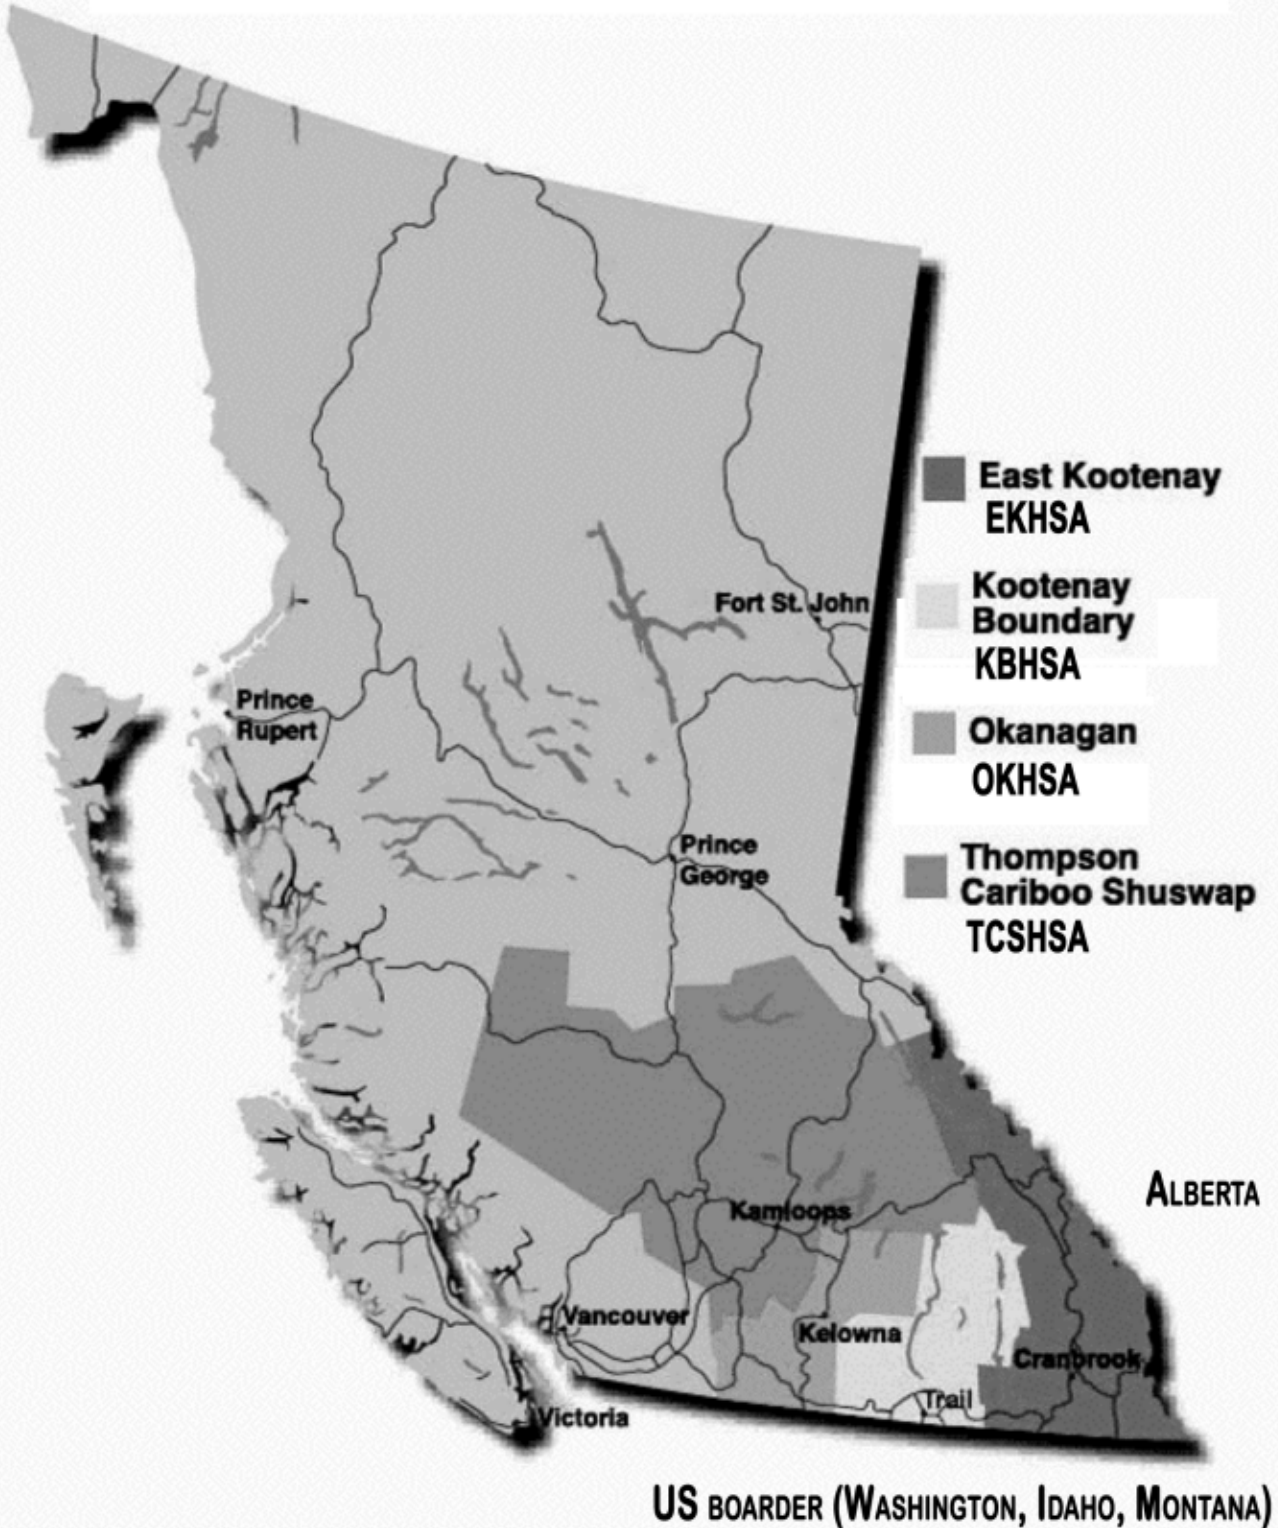 East Kootenay
EKHSA
Kootenay
Boundary
KBHSA
Okanagan
OKHSA
Thompson
Cariboo Shuswap
TCSHSA
Fort St. John
Prince
Rupert
Prince
George
ALBERTA
Kamloops
Vancouver
Kelowna
Cranbrook
Trail
Victoria
US BOARDER (WASHINGTON, IDAHO, MONTANA)